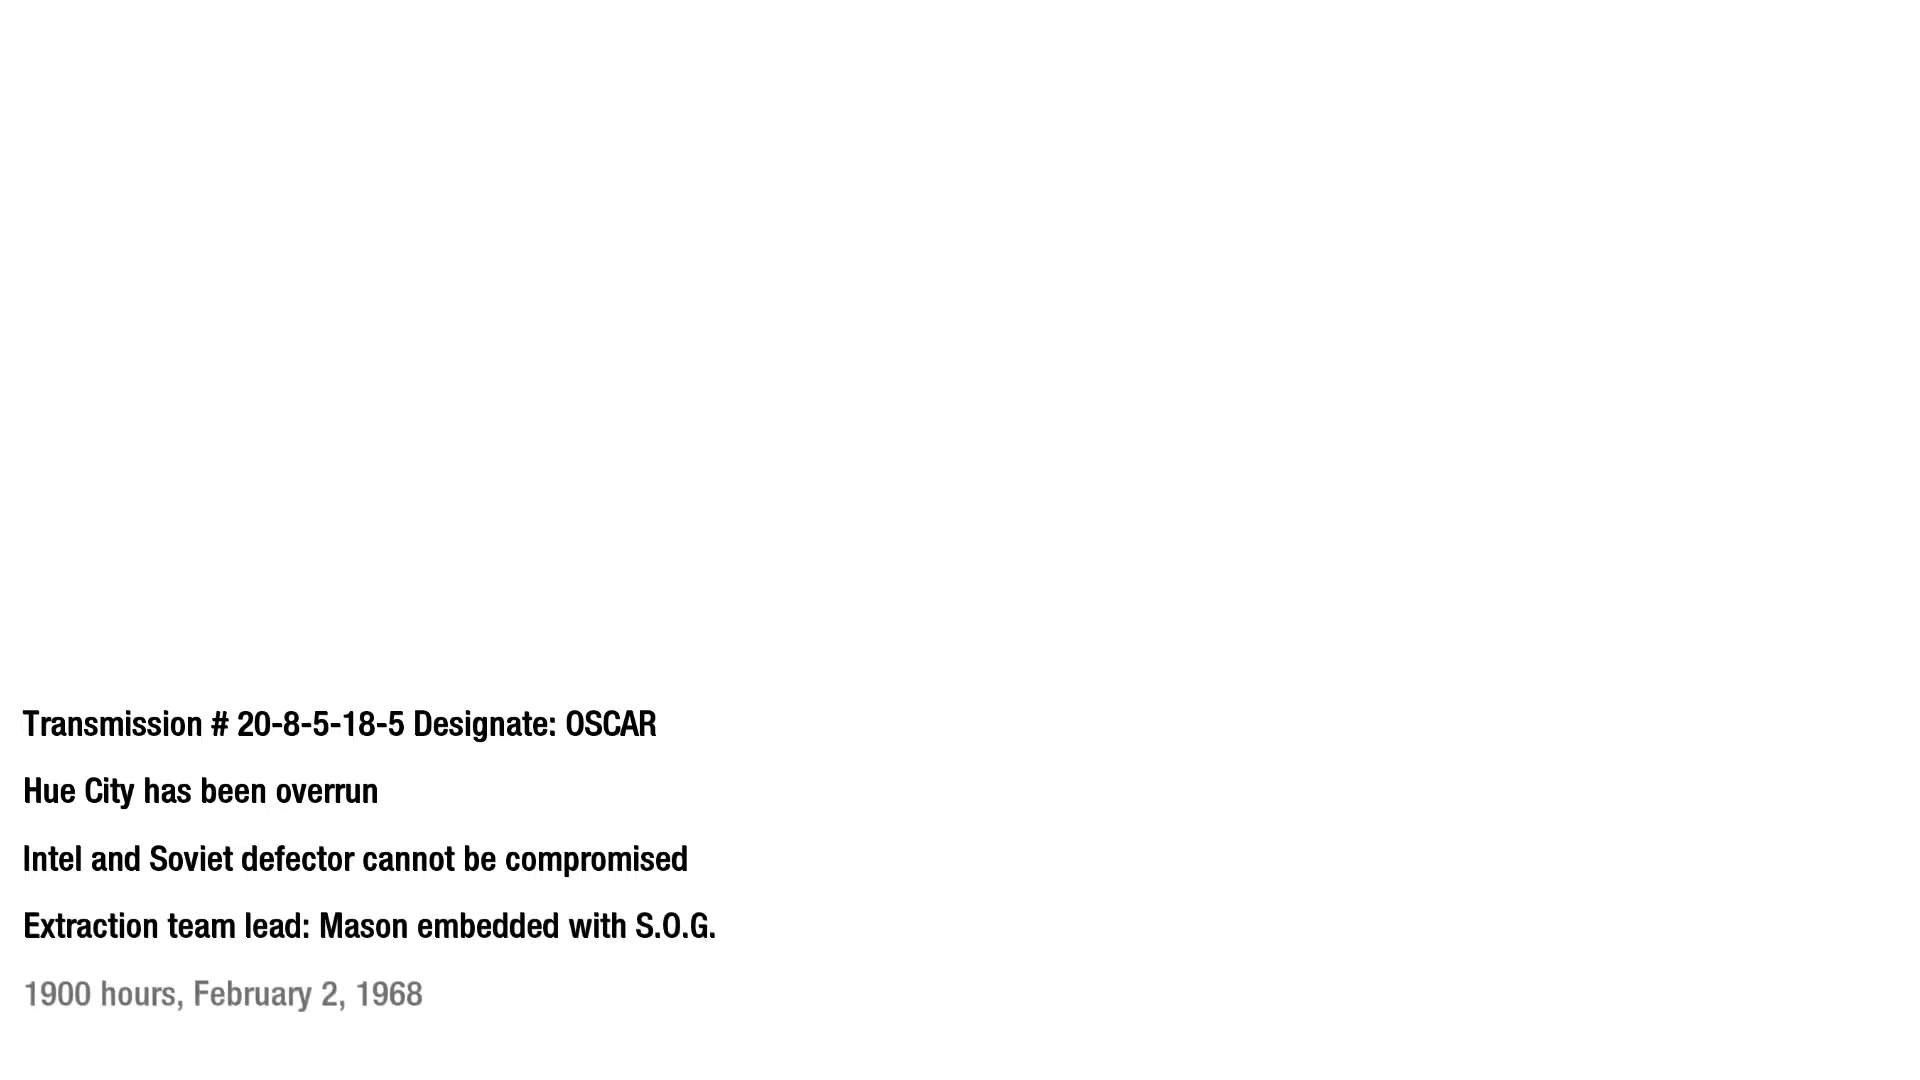 Transmission # 20-8-5-18-5 Designate: OSCAR
Hue City has been overrun
Intel and Soviet defector cannot be compromised
Extraction team lead: Mason embedded with S.O.G.
1900 hours, February 2, 1968